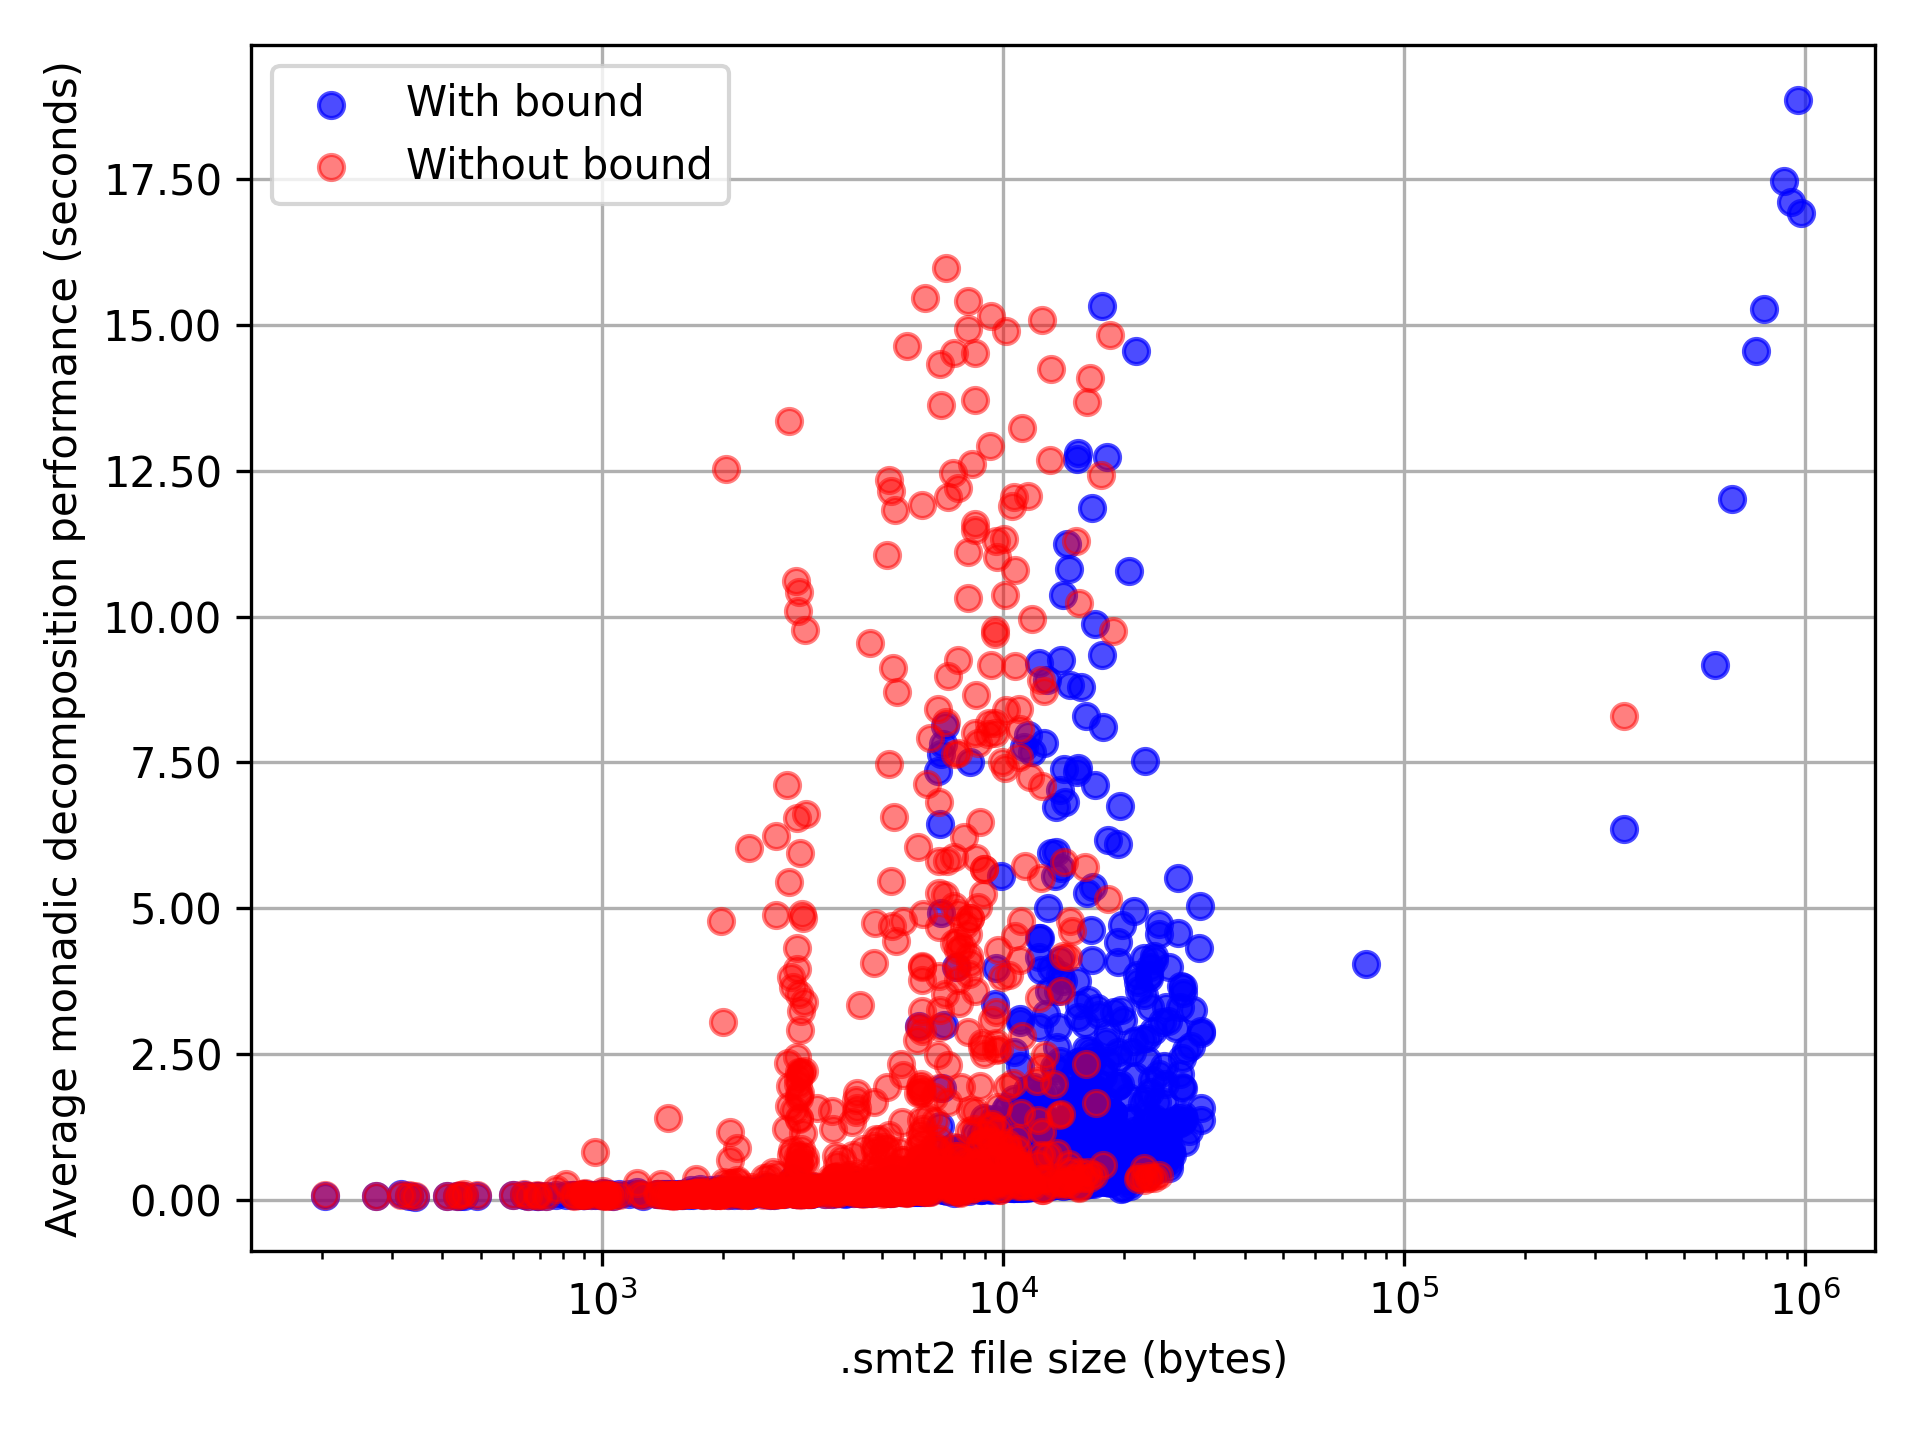 With bound
Without bound
Average monadic decomposition performance (seconds)
17.50
15.00
12.50
10.00
7.50
5.00
2.50
0.00
10³ 10⁴ 10⁵ 10⁶
.smt2 file size (bytes)